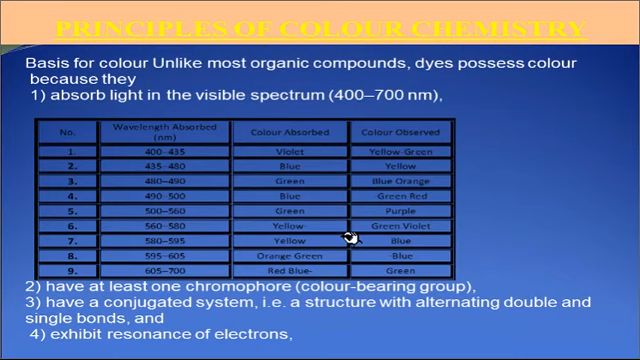 PRINCIPLES OF COLOUR CHEMISTRY
Basis for colour Unlike most organic compounds, dyes possess colour
because they
1) absorb light in the visible spectrum (400–700 nm),
No. Wavelength Absorbed (nm) Colour Absorbed Colour Observed
1. 400-435 Violet Yellow-Green
2. 435-480 Blue Yellow
3. 480-490 Green Blue Orange
4. 490-500 Blue Green Red
5. 500-560 Green Purple
6. 560-580 Yellow- Green Violet
7. 580-595 Yellow Blue
8. 595-605 Orange Green -Blue
9. 605-700 Red Blue- Green
2) have at least one chromophore (colour-bearing group),
3) have a conjugated system, i.e. a structure with alternating double and
single bonds, and
4) exhibit resonance of electrons,